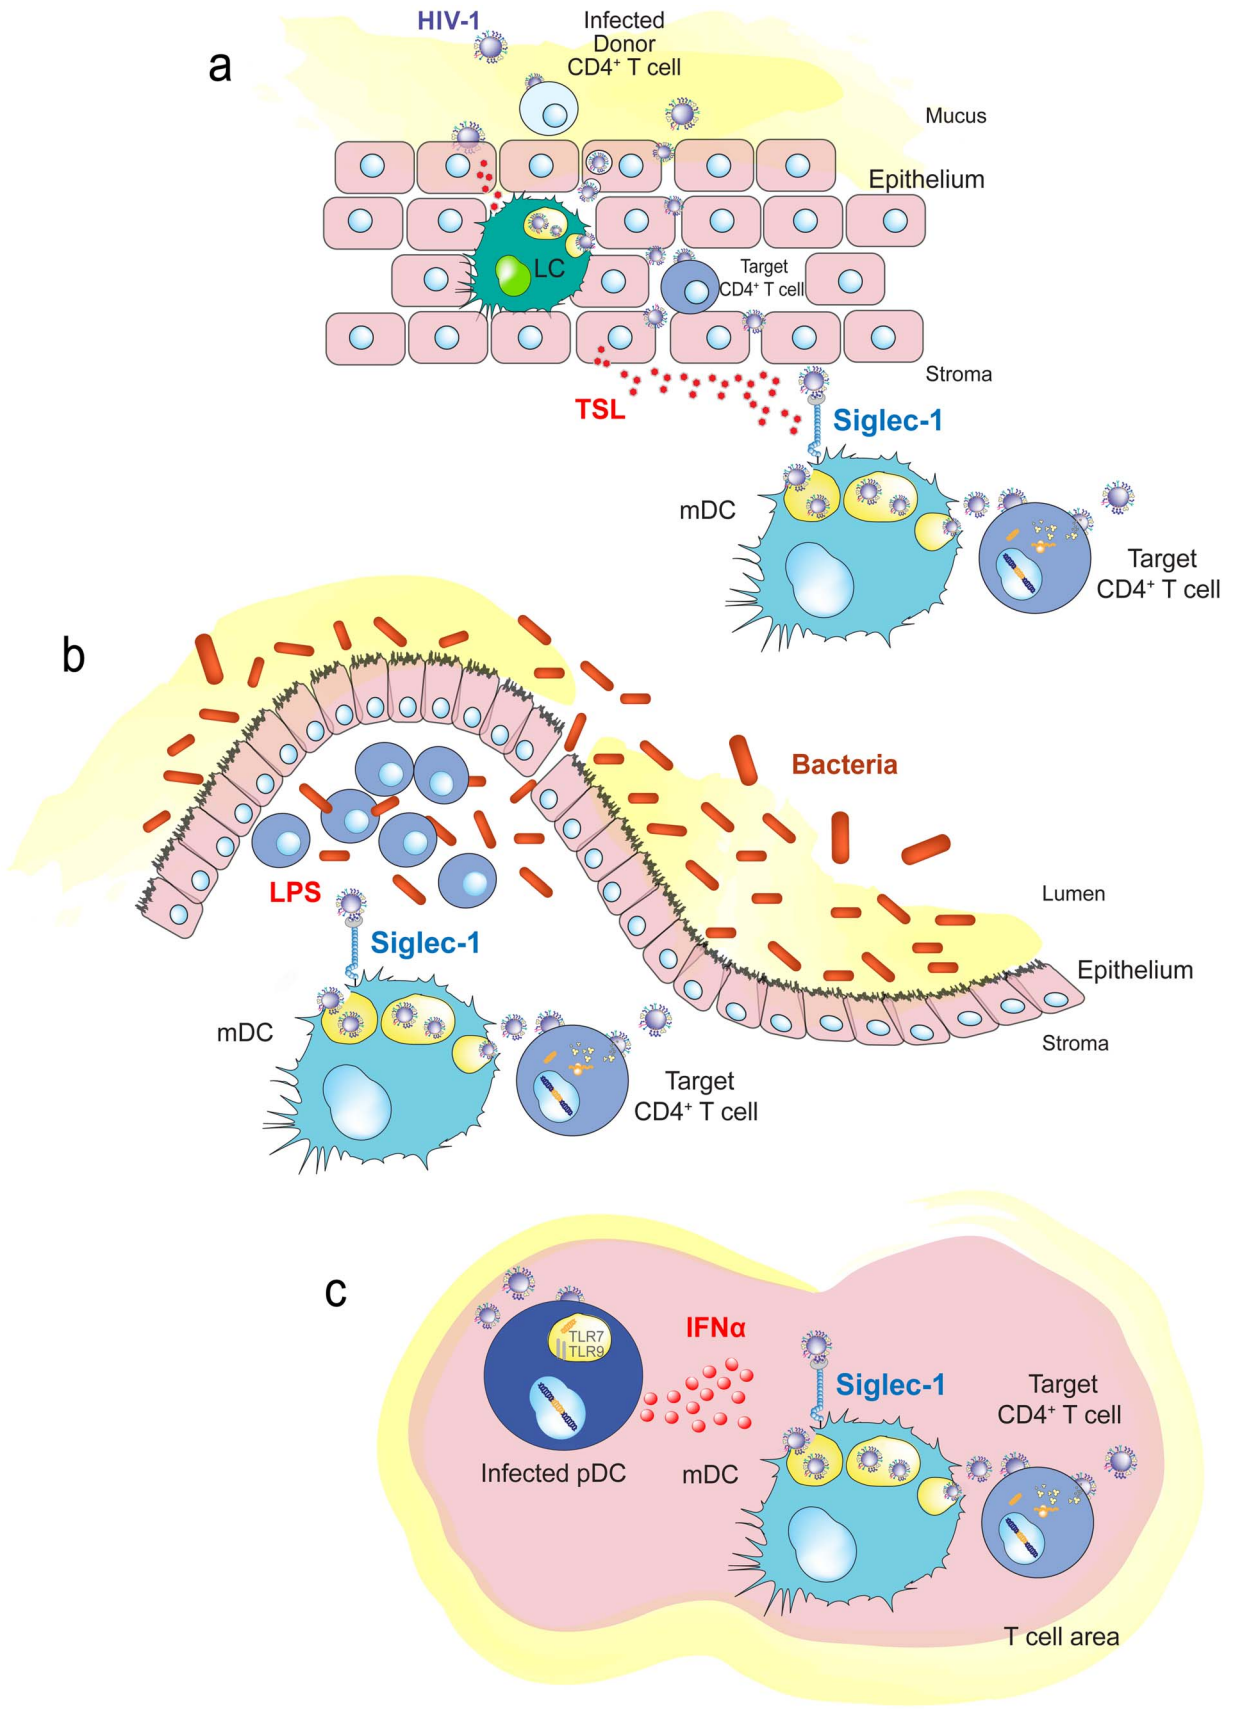 HIV-1
Infected
Donor
CD4⁺ T cell
a
Mucus
Epithelium
LC
Target
CD4⁺ T cell
Stroma
TSL
Siglec-1
mDC
Target
CD4⁺ T cell
b
Bacteria
LPS
Lumen
Siglec-1
Epithelium
mDC
Stroma
Target
CD4⁺ T cell
c
TLR7
TLR9
IFNα
Siglec-1
Target
CD4⁺ T cell
Infected pDC
mDC
T cell area